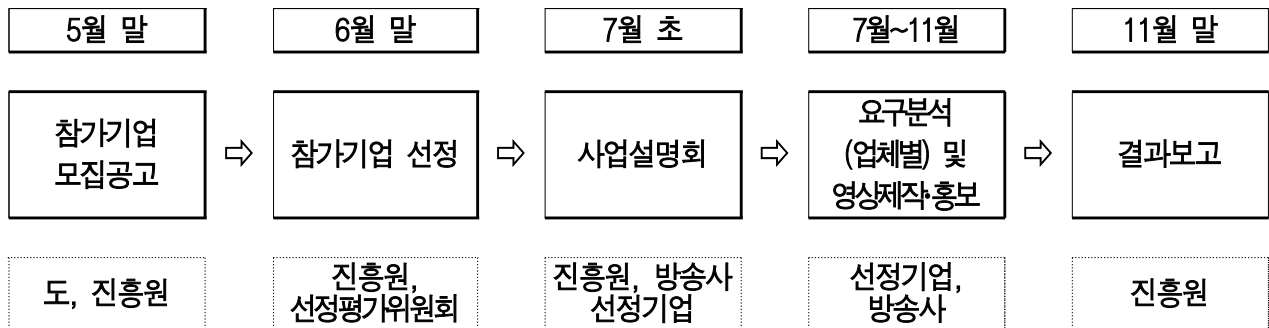 5월 말
6월 말
7월 초
7월~11월
11월 말
참가기업
모집공고
⇨
참가기업 선정
⇨
사업설명회
⇨
요구분석
(업체별) 및
영상제작·홍보
⇨
결과보고
도, 진흥원
진흥원,
선정평가위원회
진흥원, 방송사
선정기업
선정기업,
방송사
진흥원